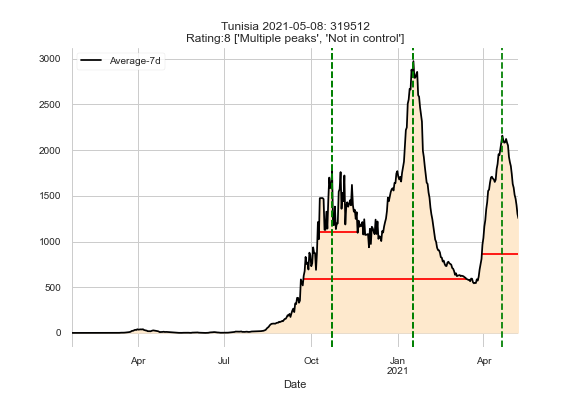 Tunisia 2021-05-08: 319512
Rating:8 ['Multiple peaks', 'Not in control']
Average-7d
3000
2500
2000
1500
1000
500
0
Apr
Jul
Oct
Jan
2021
Apr
Date